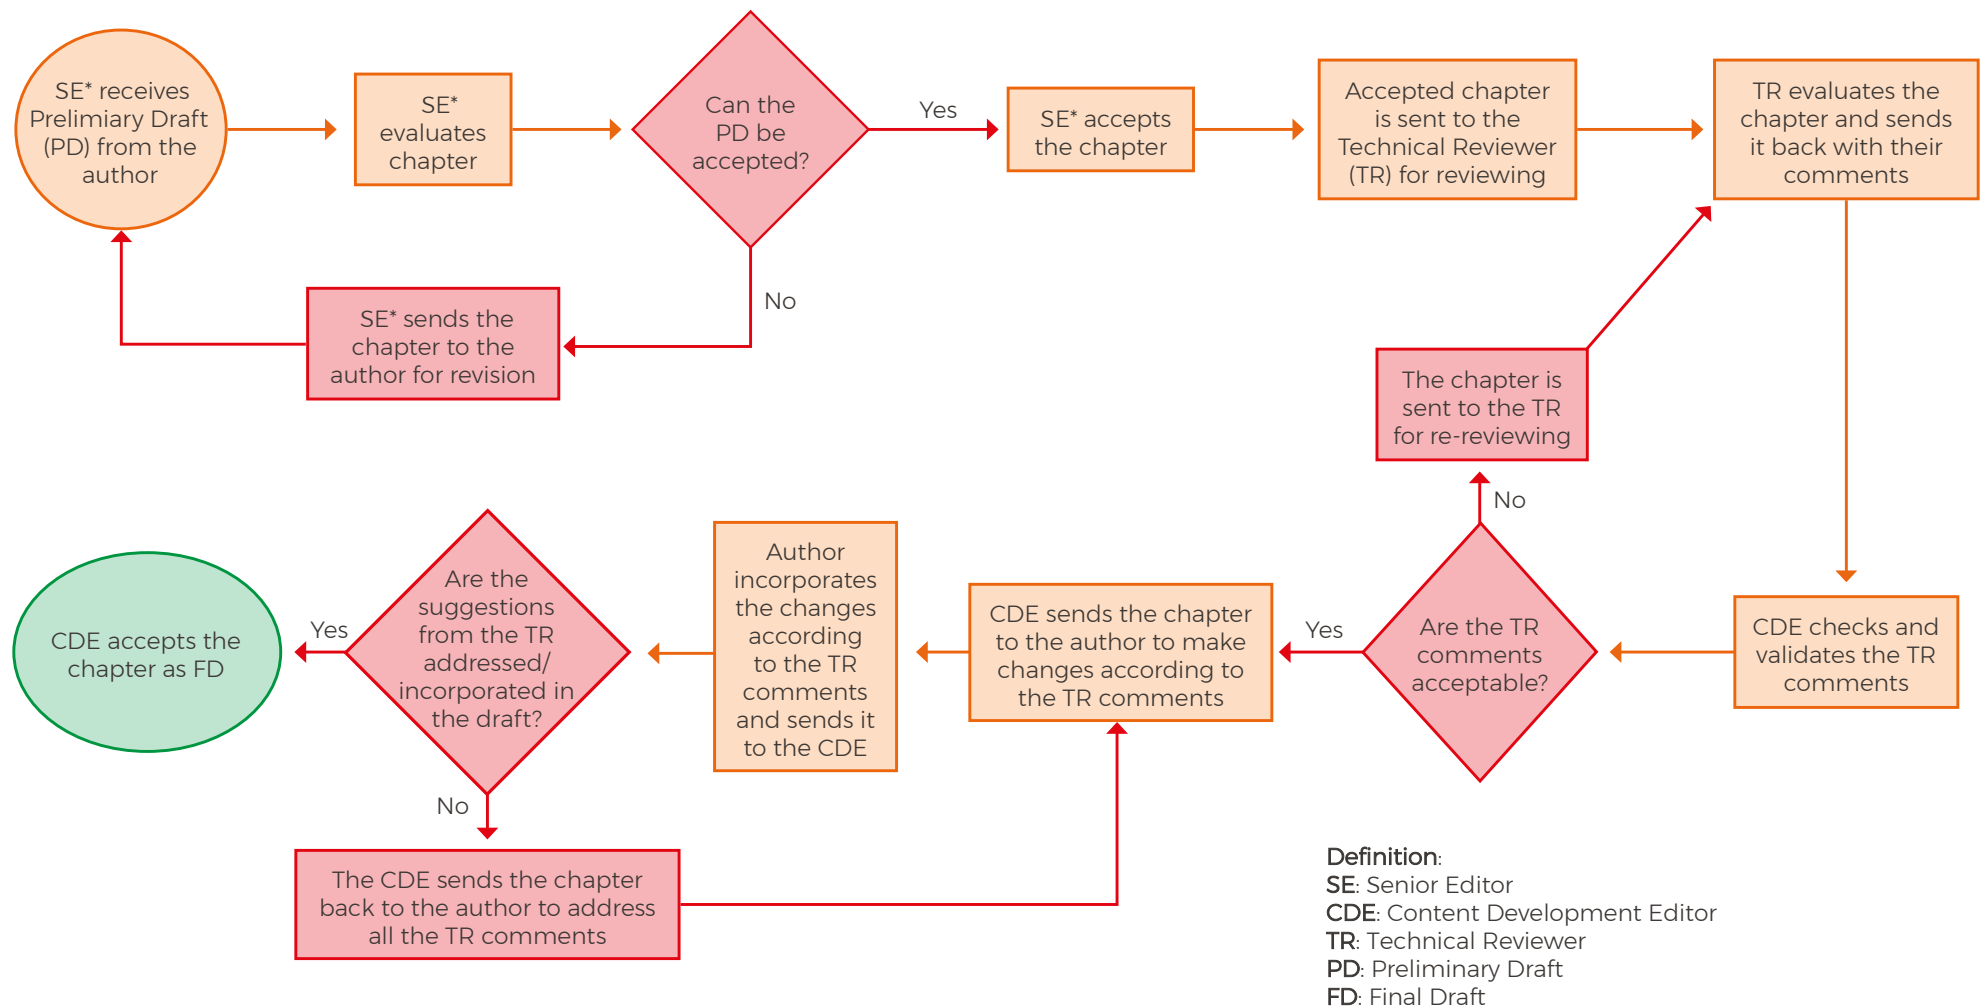 SE* receives
Prelimiary Draft
(PD) from the
author
SE*
evaluates
chapter
Can the
PD be
accepted?
Yes
SE* accepts
the chapter
Accepted chapter
is sent to the
Technical Reviewer
(TR) for reviewing
TR evaluates the
chapter and sends
it back with their
comments
No
SE* sends the
chapter to the
author for revision
The chapter is
sent to the TR
for re-reviewing
No
CDE checks and
validates the TR
comments
Are the TR
comments
acceptable?
Yes
CDE sends the chapter
to the author to make
changes according to
the TR comments
Author
incorporates
the changes
according
to the TR
comments
and sends it
to the CDE
Are the
suggestions
from the TR
addressed/
incorporated in
the draft?
Yes
CDE accepts the
chapter as FD
No
The CDE sends the chapter
back to the author to address
all the TR comments
Definition:
SE: Senior Editor
CDE: Content Development Editor
TR: Technical Reviewer
PD: Preliminary Draft
FD: Final Draft